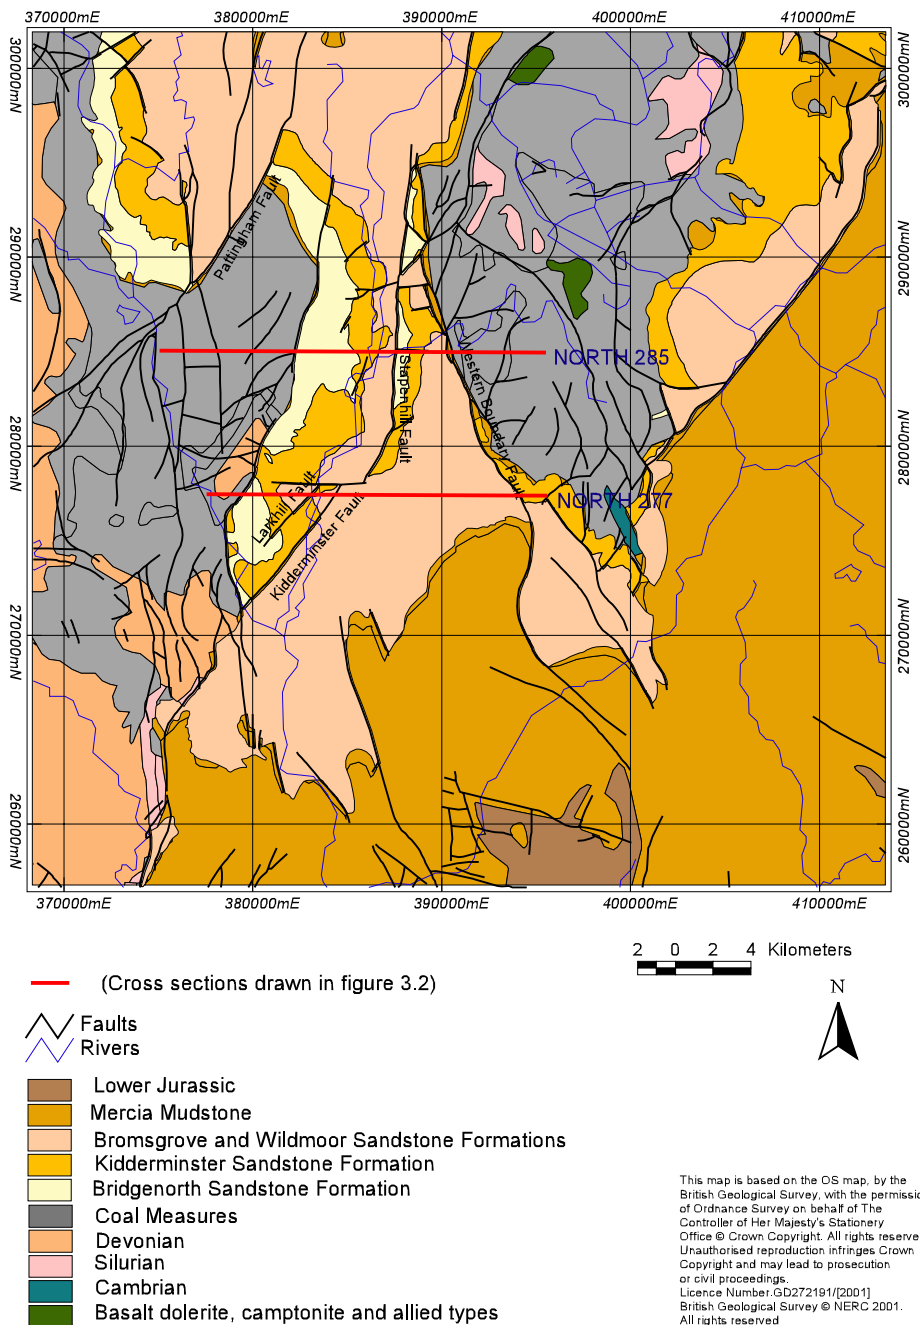 370000mE 380000mE 390000mE 400000mE 410000mE
300000mN 300000mN
290000mN 290000mN
280000mN 280000mN
270000mN 270000mN
260000mN 260000mN
Pattingham Fault
NORTH 285
Stapenhill Fault
Western Boundary Fault
NORTH 277
Larkhill Fault
Kidderminster Fault
370000mE 380000mE 390000mE 400000mE 410000mE
2 0 2 4 Kilometers
(Cross sections drawn in figure 3.2)
N
Faults
Rivers
Lower Jurassic
Mercia Mudstone
Bromsgrove and Wildmoor Sandstone Formations
Kidderminster Sandstone Formation
Bridgenorth Sandstone Formation
Coal Measures
Devonian
Silurian
Cambrian
Basalt dolerite, camptonite and allied types
This map is based on the OS map, by the
British Geological Survey, with the permissio
of Ordnance Survey on behalf of The
Controller of Her Majesty's Stationery
Office © Crown Copyright. All rights reserve
Unauthorised reproduction infringes Crown
Copyright and may lead to prosecution
or civil proceedings.
Licence Number:GD272191/[2001]
British Geological Survey © NERC 2001.
All rights reserved